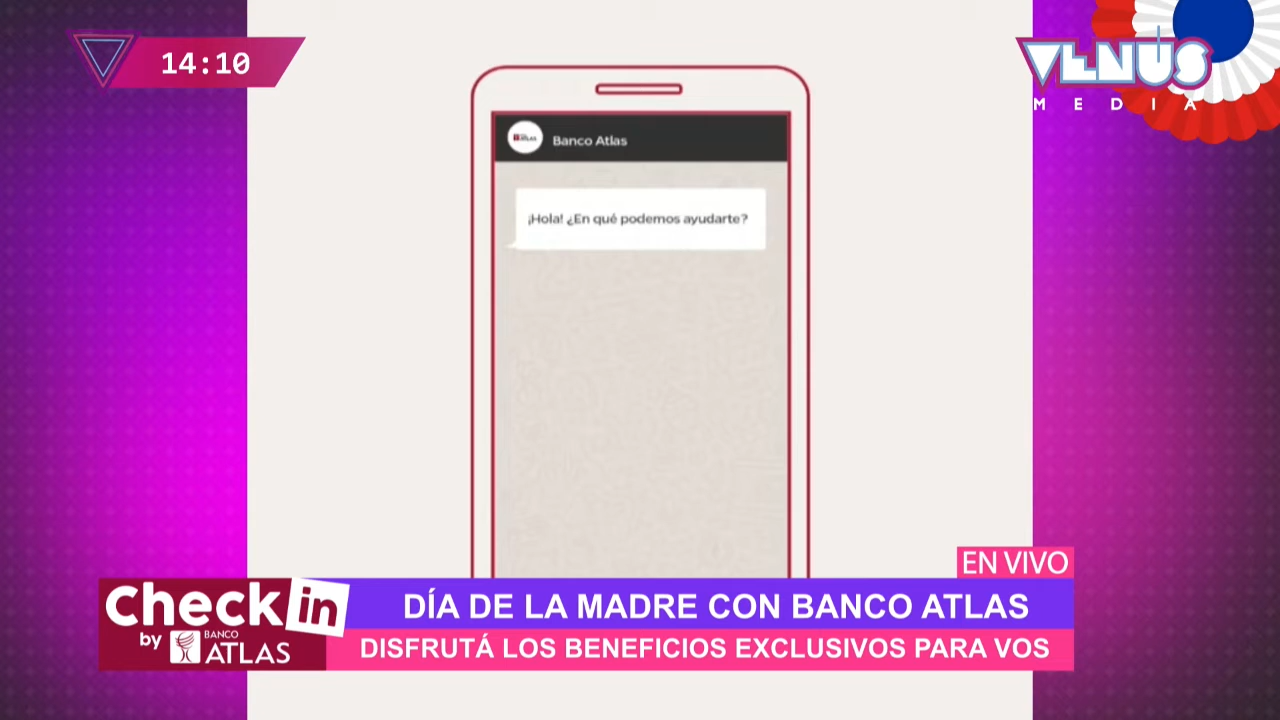 14:10
VENUS
MEDIA
Banco Atlas
¡Hola! ¿En qué podemos ayudarte?
EN VIVO
Check in
by BANCO ATLAS
DÍA DE LA MADRE CON BANCO ATLAS
DISFRUTÁ LOS BENEFICIOS EXCLUSIVOS PARA VOS